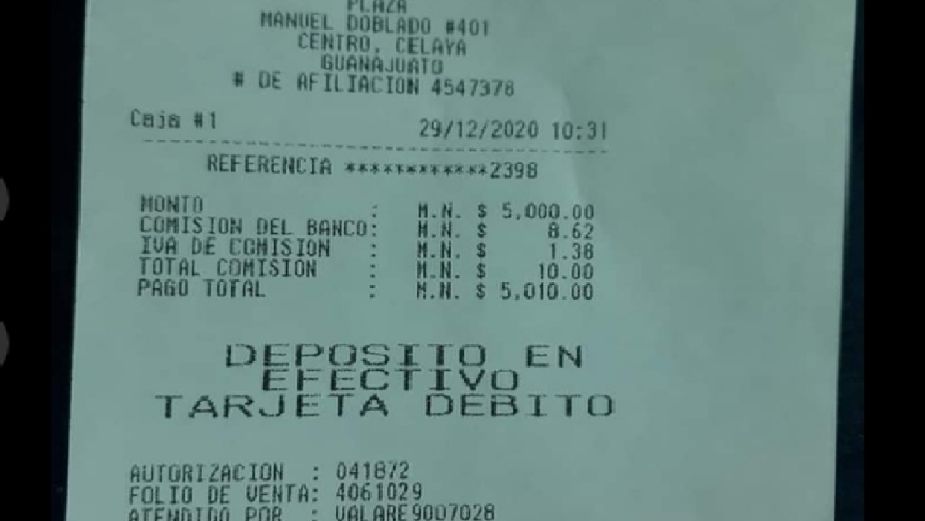 PLAZA
MANUEL DOBLADO #401
CENTRO, CELAYA
GUANAJUATO
# DE AFILIACION 4547378
Caja #1 29/12/2020 10:31
REFERENCIA ************2398
MONTO : M.N. $ 5,000.00
COMISION DEL BANCO: M.N. $ 8.62
IVA DE COMISION : M.N. $ 1.38
TOTAL COMISION : M.N. $ 10.00
PAGO TOTAL : M.N. $ 5,010.00
DEPOSITO EN
EFECTIVO
TARJETA DEBITO
AUTORIZACION : 041872
FOLIO DE VENTA: 4061029
ATENDIDO POR : VALARE9007028